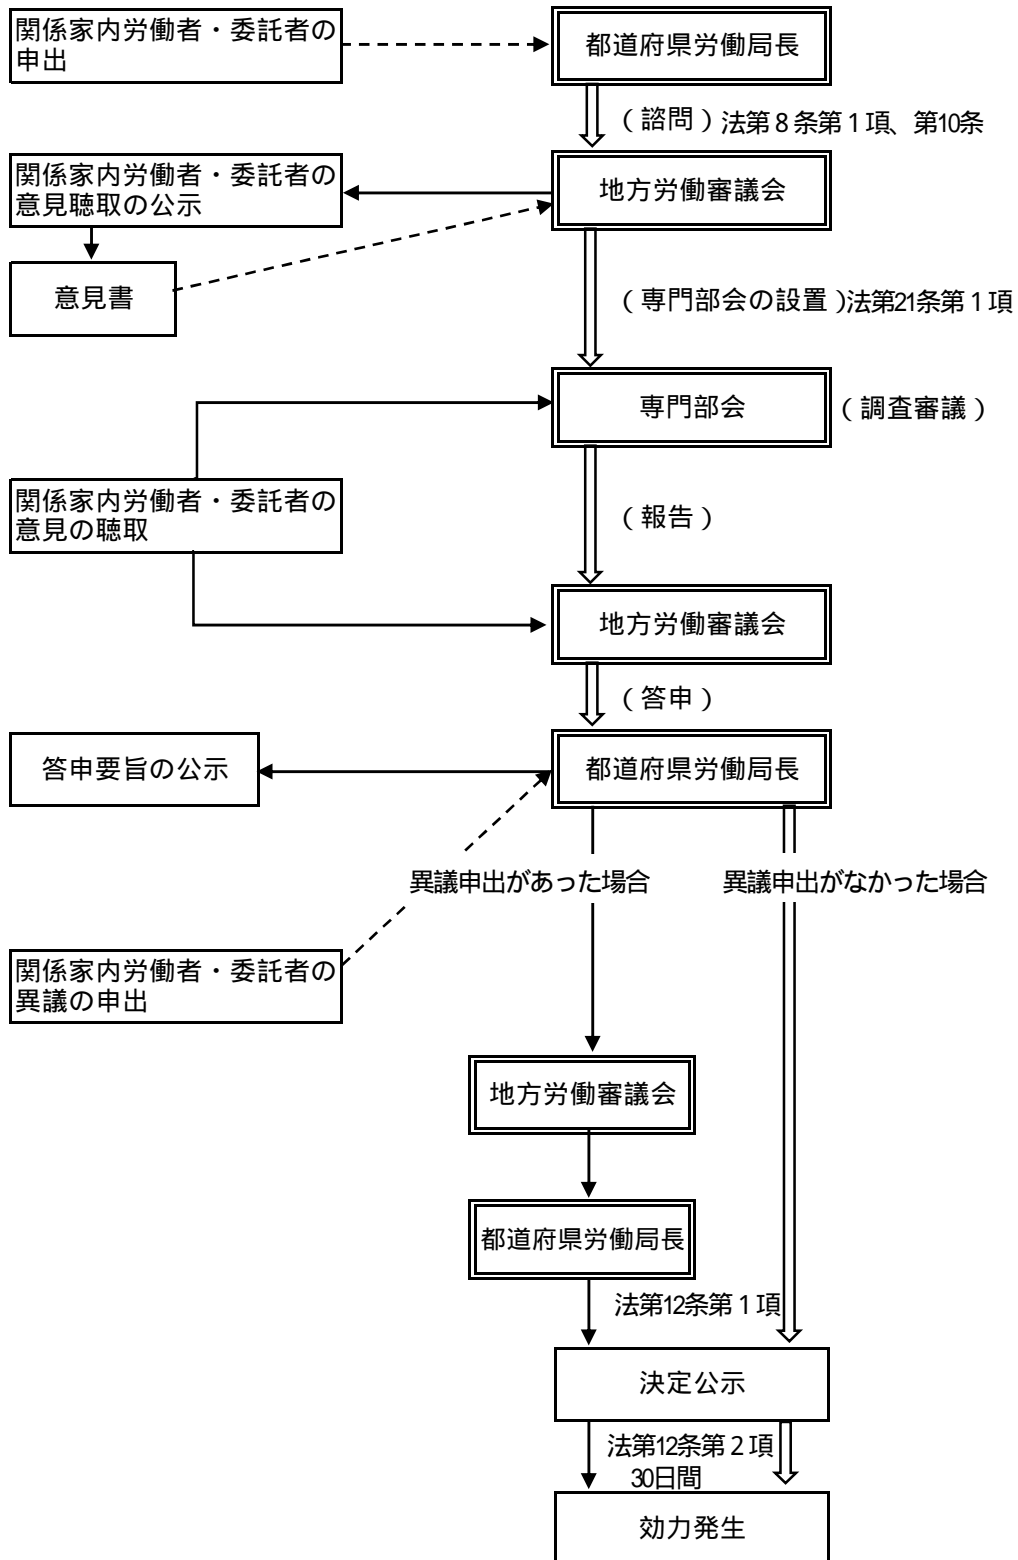 関係家内労働者・委託者の
申出
都道府県労働局長
（諮問）法第８条第１項、第10条
関係家内労働者・委託者の
意見聴取の公示
地方労働審議会
意見書
（専門部会の設置）法第21条第１項
専門部会
（調査審議）
関係家内労働者・委託者の
意見の聴取
（報告）
地方労働審議会
（答申）
答申要旨の公示
都道府県労働局長
異議申出があった場合
異議申出がなかった場合
関係家内労働者・委託者の
異議の申出
地方労働審議会
都道府県労働局長
法第12条第１項
決定公示
法第12条第２項
30日間
効力発生